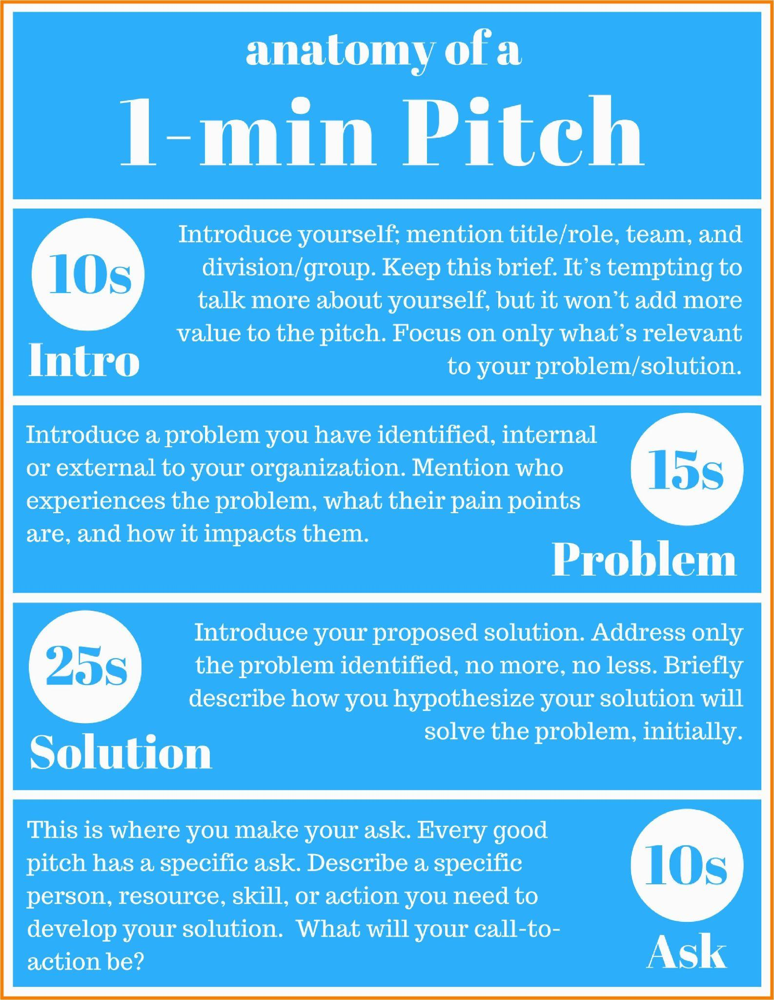 anatomy of a
1-min Pitch
10s
Intro
Introduce yourself; mention title/role, team, and
division/group. Keep this brief. It's tempting to
talk more about yourself, but it won't add more
value to the pitch. Focus on only what's relevant
to your problem/solution.
Introduce a problem you have identified, internal
or external to your organization. Mention who
experiences the problem, what their pain points
are, and how it impacts them.
15s
Problem
25s
Solution
Introduce your proposed solution. Address only
the problem identified, no more, no less. Briefly
describe how you hypothesize your solution will
solve the problem, initially.
This is where you make your ask. Every good
pitch has a specific ask. Describe a specific
person, resource, skill, or action you need to
develop your solution.  What will your call-to-
action be?
10s
Ask